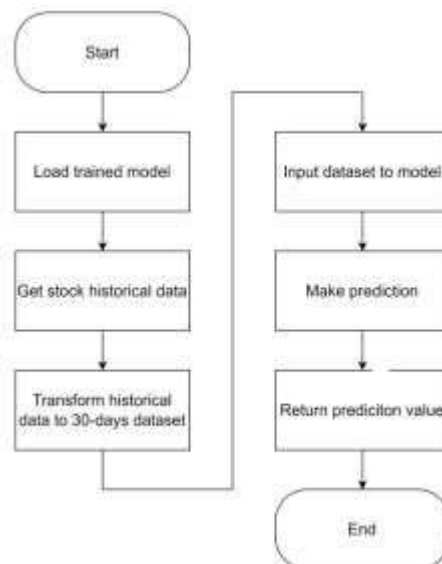 Start
Load trained model
Get stock historical data
Transform historical
data to 30-days dataset
Input dataset to model
Make prediction
Return prediciton value
End